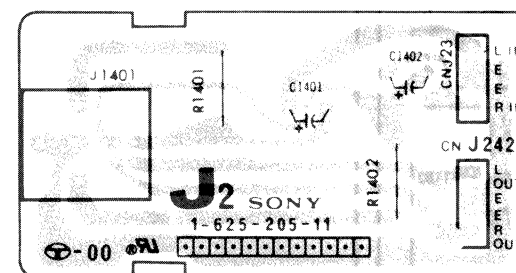 J1401
R1401
C1401
C1402
CNJ23
L
E
E
R
CN J242
R1402
J2 SONY
1-625-205-11
-00
L
OU
E
E
R
OU